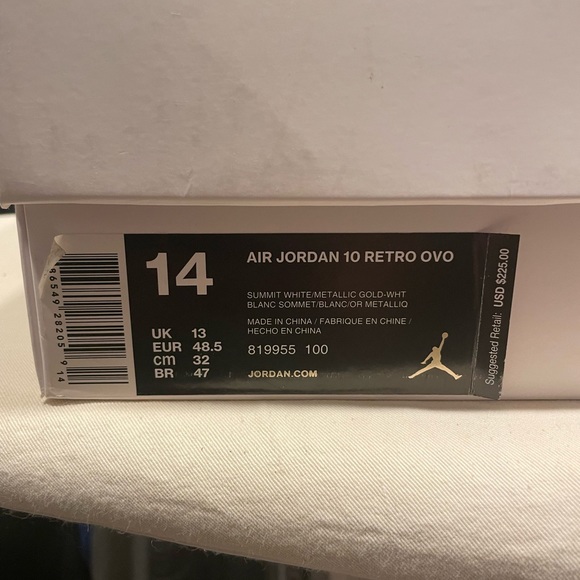 14
UK 13
EUR 48.5
cm 32
BR 47
AIR JORDAN 10 RETRO OVO
SUMMIT WHITE/METALLIC GOLD-WHT
BLANC SOMMET/BLANC/OR METALLIQ
MADE IN CHINA / FABRIQUE EN CHINE /
HECHO EN CHINA
819955 100
JORDAN.COM
Suggested Retail: USD $225.00